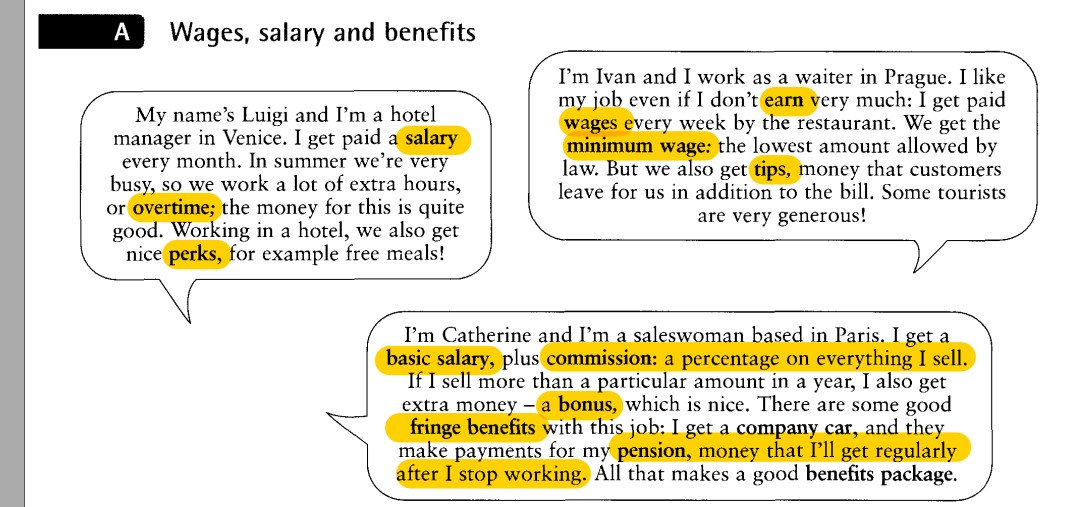 A Wages, salary and benefits
My name's Luigi and I'm a hotel
manager in Venice. I get paid a salary
every month. In summer we're very
busy, so we work a lot of extra hours,
or overtime; the money for this is quite
good. Working in a hotel, we also get
nice perks, for example free meals!
I'm Ivan and I work as a waiter in Prague. I like
my job even if I don't earn very much: I get paid
wages every week by the restaurant. We get the
minimum wage: the lowest amount allowed by
law. But we also get tips, money that customers
leave for us in addition to the bill. Some tourists
are very generous!
I'm Catherine and I'm a saleswoman based in Paris. I get a
basic salary, plus commission: a percentage on everything I sell.
If I sell more than a particular amount in a year, I also get
extra money – a bonus, which is nice. There are some good
fringe benefits with this job: I get a company car, and they
make payments for my pension, money that I'll get regularly
after I stop working. All that makes a good benefits package.